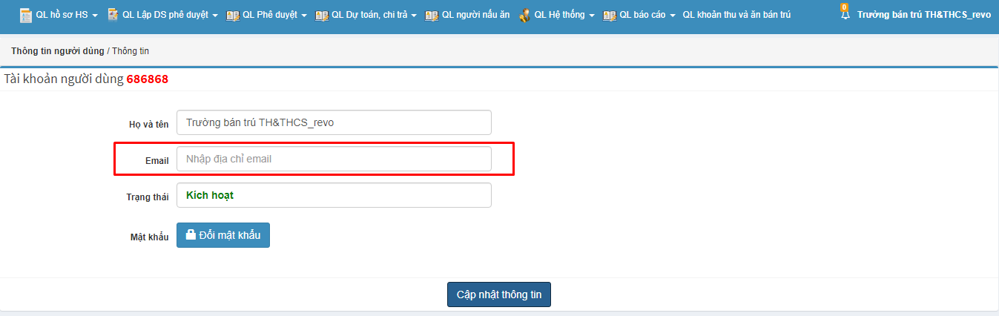 QL hồ sơ HS QL Lập DS phê duyệt QL Phê duyệt QL Dự toán, chi trả QL người nấu ăn QL Hệ thống QL báo cáo QL khoản thu và ăn bán trú 0 Trường bán trú TH&THCS_revo
Thông tin người dùng / Thông tin
Tài khoản người dùng 686868
Họ và tên Trường bán trú TH&THCS_revo
Email Nhập địa chỉ email
Trạng thái Kích hoạt
Mật khẩu Đổi mật khẩu
Cập nhật thông tin